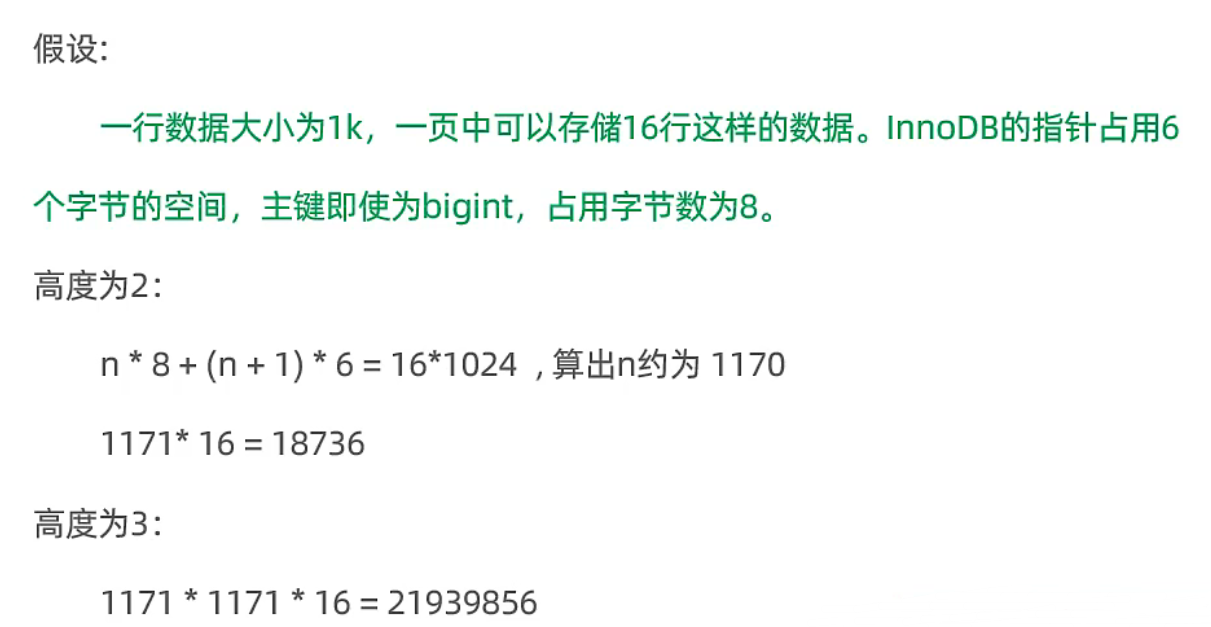 假设:
一行数据大小为1k，一页中可以存储16行这样的数据。InnoDB的指针占用6
个字节的空间，主键即使为bigint，占用字节数为8。
高度为2：
n * 8 + (n + 1) * 6 = 16*1024 , 算出n约为 1170
1171* 16 = 18736
高度为3：
1171 * 1171 * 16 = 21939856